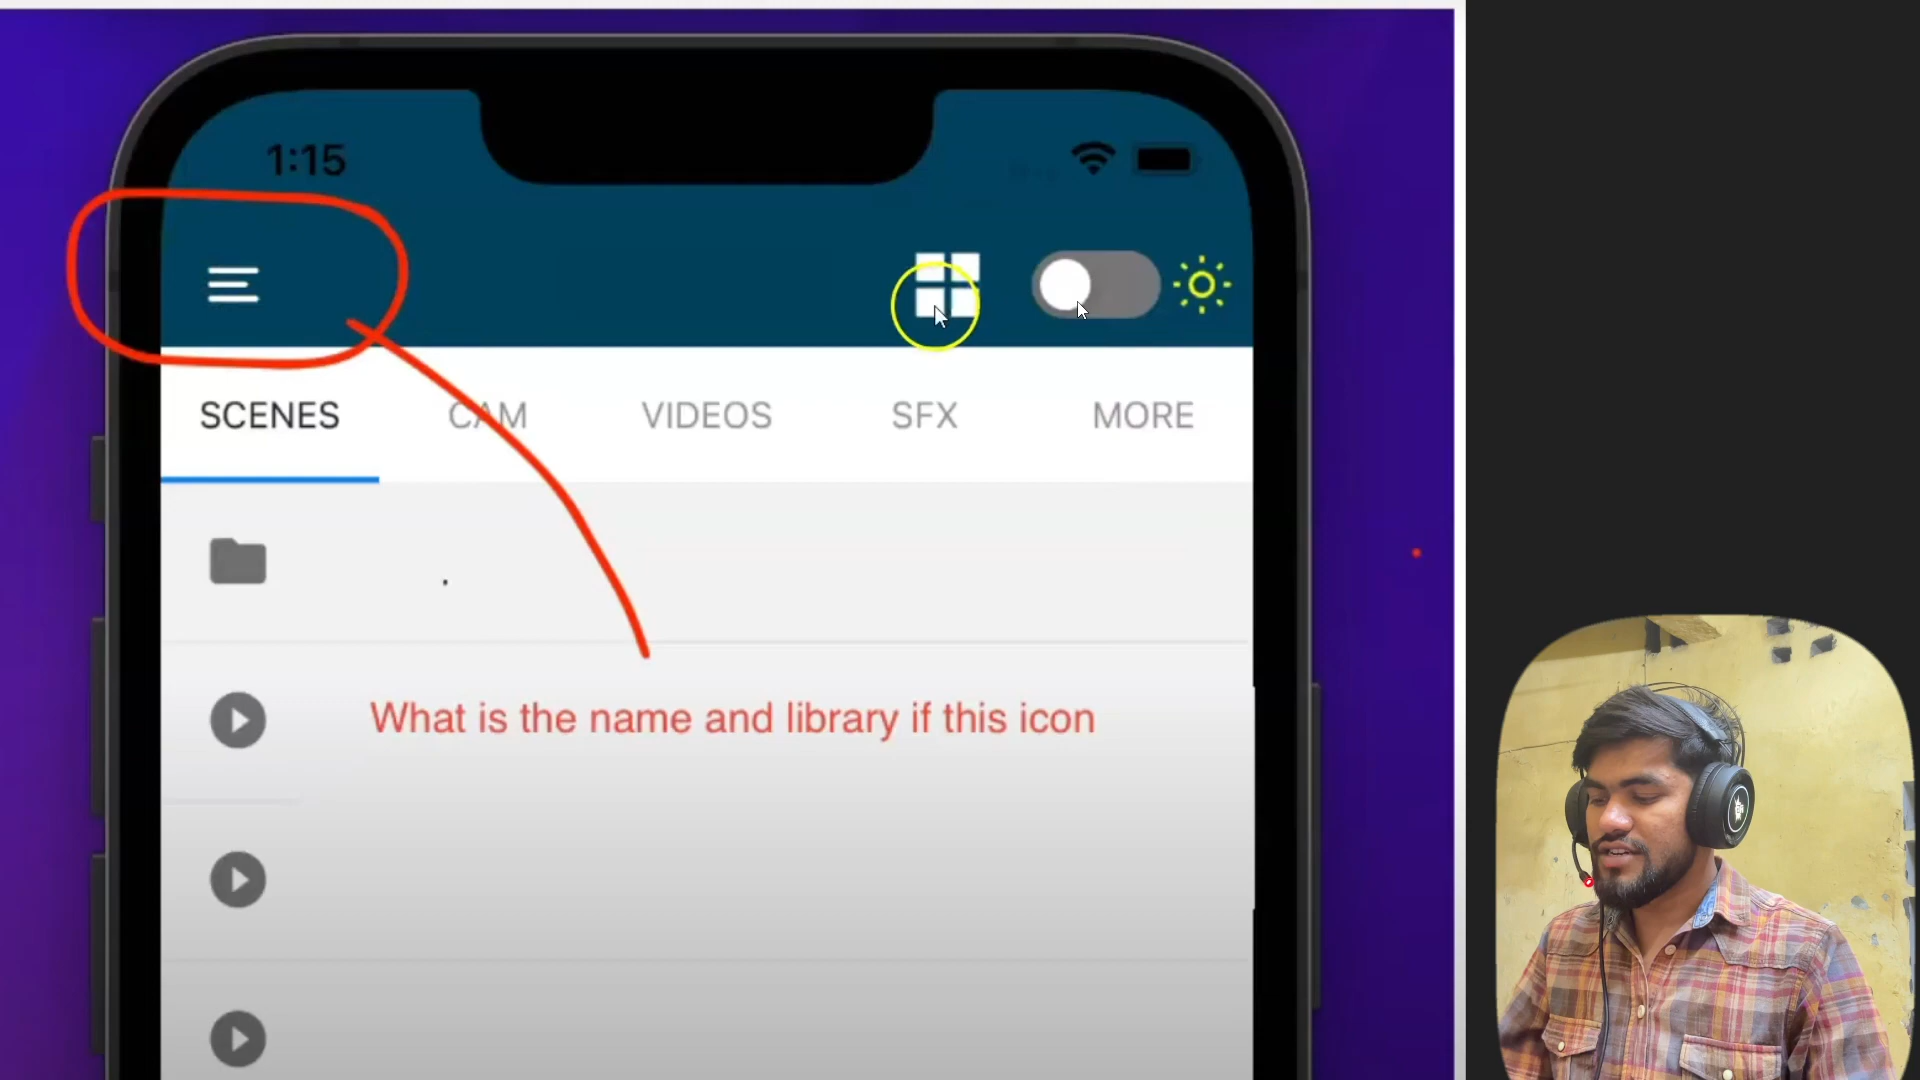 1:15
SCENES CAM VIDEOS SFX MORE
What is the name and library if this icon